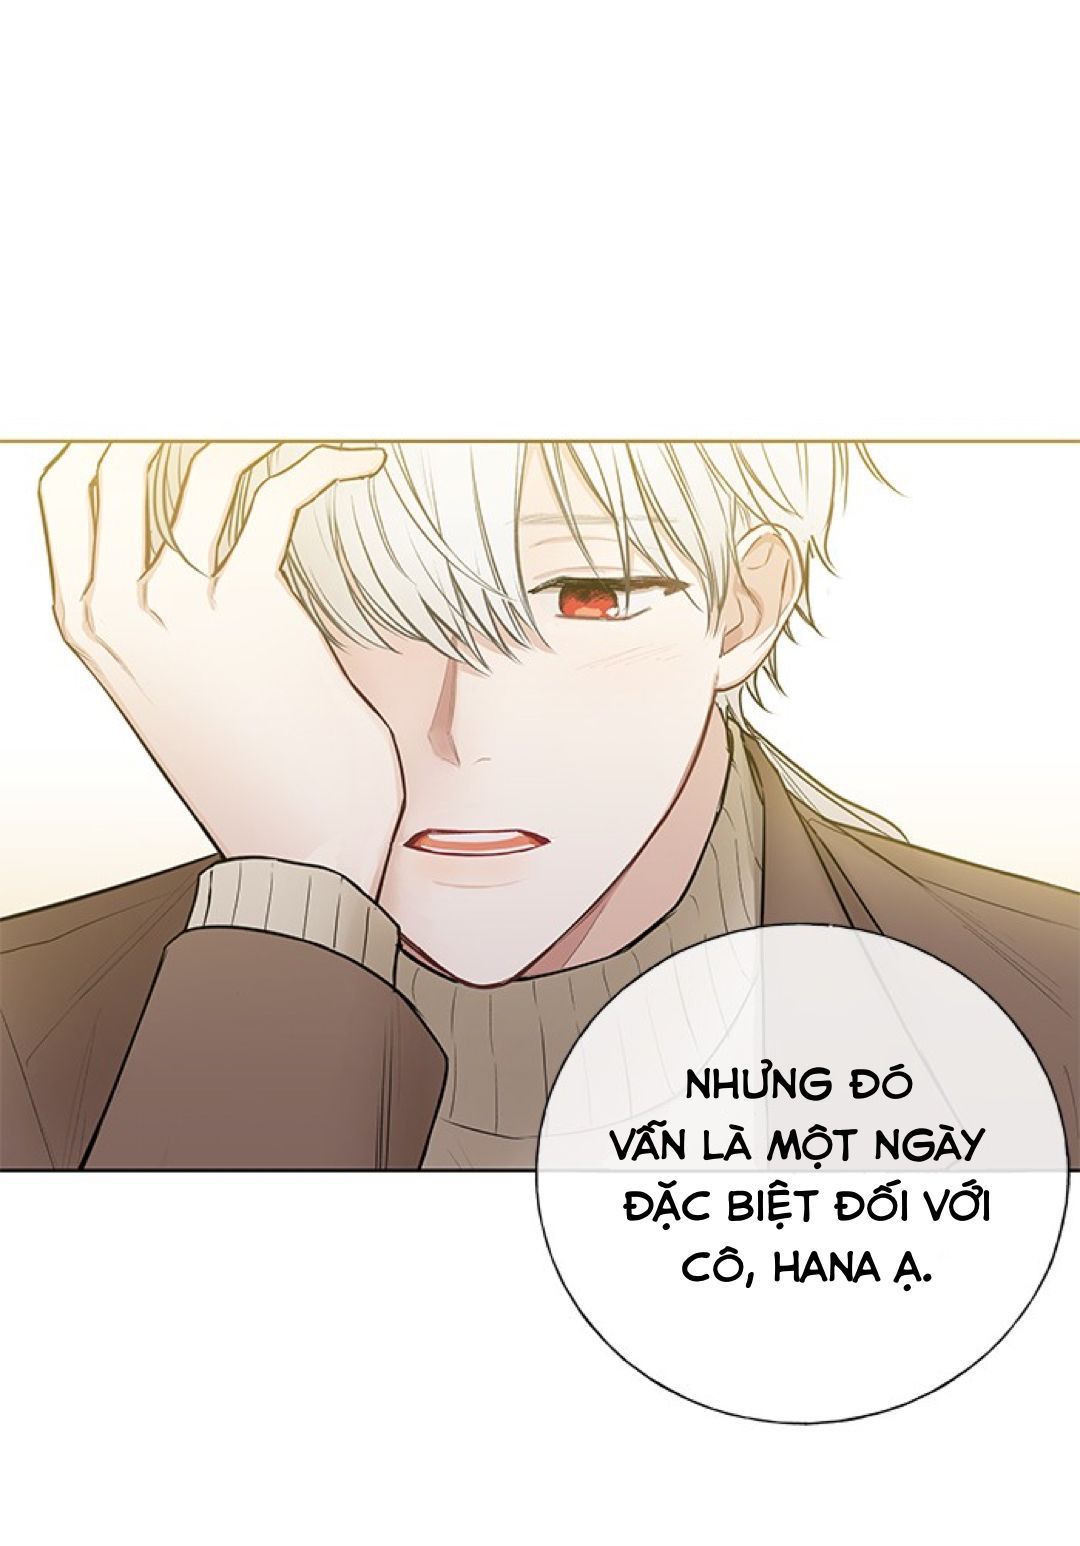 NHƯNG ĐÓ
VẪN LÀ MỘT NGÀY
ĐẶC BIỆT ĐỐI VỚI
CÔ, HANA Ạ.